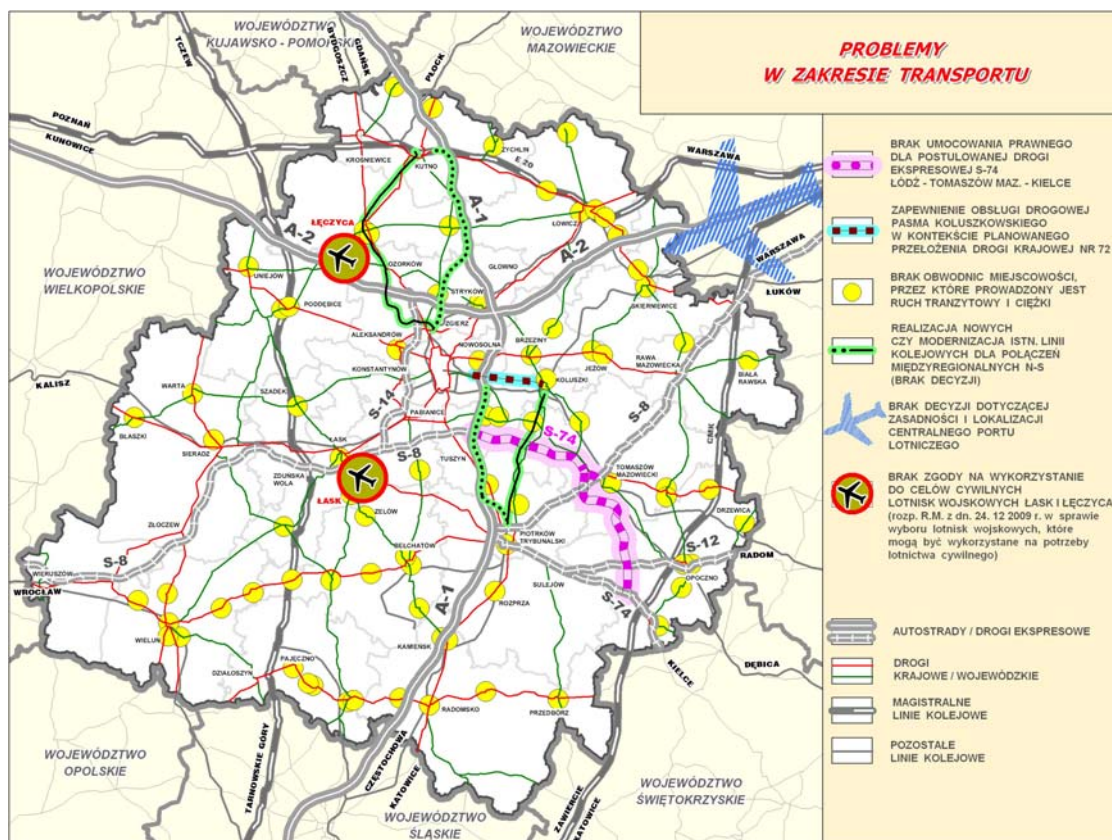 PROBLEMY
W ZAKRESIE TRANSPORTU
BRAK UMOCOWANIA PRAWNEGO
DLA POSTULOWANEJ DROGI
EKSPRESOWEJ S-74
ŁÓDŹ - TOMASZÓW MAZ. - KIELCE
ZAPEWNIENIE OBSŁUGI DROGOWEJ
PASMA KOLUSZKOWSKIEGO
W KONTEKŚCIE PLANOWANEGO
PRZEŁOŻENIA DROGI KRAJOWEJ NR 72
BRAK OBWODNIC MIEJSCOWOŚCI,
PRZEZ KTÓRE PROWADZONY JEST
RUCH TRANZYTOWY I CIĘŻKI
REALIZACJA NOWYCH
CZY MODERNIZACJA ISTN. LINII
KOLEJOWYCH DLA POŁĄCZEŃ
MIĘDZYREGIONALNYCH N-S
(BRAK DECYZJI)
BRAK DECYZJI DOTYCZĄCEJ
ZASADNOŚCI I LOKALIZACJI
CENTRALNEGO PORTU
LOTNICZEGO
BRAK ZGODY NA WYKORZYSTANIE
DO CELÓW CYWILNYCH
LOTNISK WOJSKOWYCH ŁASK I ŁĘCZYCA
(rozp. R.M. z dn. 24. 12 2009 r. w sprawie
wyboru lotnisk wojskowych, które
mogą być wykorzystane na potrzeby
lotnictwa cywilnego)
AUTOSTRADY / DROGI EKSPRESOWE
DROGI
KRAJOWE / WOJEWÓDZKIE
MAGISTRALNE
LINIE KOLEJOWE
POZOSTAŁE
LINIE KOLEJOWE
WOJEWÓDZTWO
KUJAWSKO - POMORSKIE
WOJEWÓDZTWO
MAZOWIECKIE
TCZEW
BYDGOSZCZ
GDAŃSK
PŁOCK
POZNAŃ
KUNOWICE
KROŚNIEWICE
KUTNO
ŻYCHLIN
E 20
WARSZAWA
ŁĘCZYCA
A-2
A-1
ŁOWICZ
A-2
WARSZAWA
ŁUKÓW
WOJEWÓDZTWO
WIELKOPOLSKIE
UNIEJÓW
OZORKÓW
GŁOWNO
PODDĘBICE
STRYKÓW
SKIERNIEWICE
ZGIERZ
ALEKSANDRÓW
NOWOSOLNA
BRZEZINY
KONSTANTYNÓW
KOLUSZKI
JEŻÓW
RAWA
MAZOWIECKA
BIAŁA
RAWSKA
KALISZ
WARTA
SZADEK
S-14
PABIANICE
S-8
CMK
BŁASZKI
SIERADZ
ŁASK
S-8
S-74
TUSZYN
ZDUŃSKA
WOLA
ŁASK
TOMASZÓW
MAZOWIECKI
ZELÓW
DRZEWICA
ZŁOCZEW
PIOTRKÓW
TRYBUNALSKI
BEŁCHATÓW
S-8
S-12
RADOM
WIERUSZÓW
WROCŁAW
SULEJÓW
OPOCZNO
S-74
A-1
ROZPRZA
WIELUŃ
KAMIEŃSK
KIELCE
DĘBICA
DZIAŁOSZYN
PAJĘCZNO
RADOMSKO
PRZEDBÓRZ
WOJEWÓDZTWO
OPOLSKIE
TARNOWSKIE GÓRY
CZĘSTOCHOWA
KATOWICE
WOJEWÓDZTWO
ŚLĄSKIE
ZAWIERCIE
KATOWICE
WOJEWÓDZTWO
ŚWIĘTOKRZYSKIE